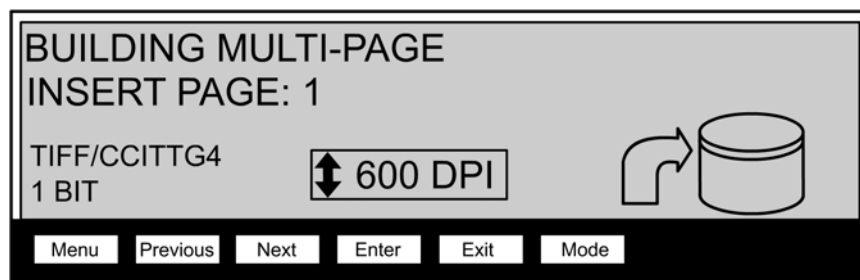 BUILDING MULTI-PAGE
INSERT PAGE: 1
TIFF/CCITTG4
1 BIT
600 DPI
Menu Previous Next Enter Exit Mode